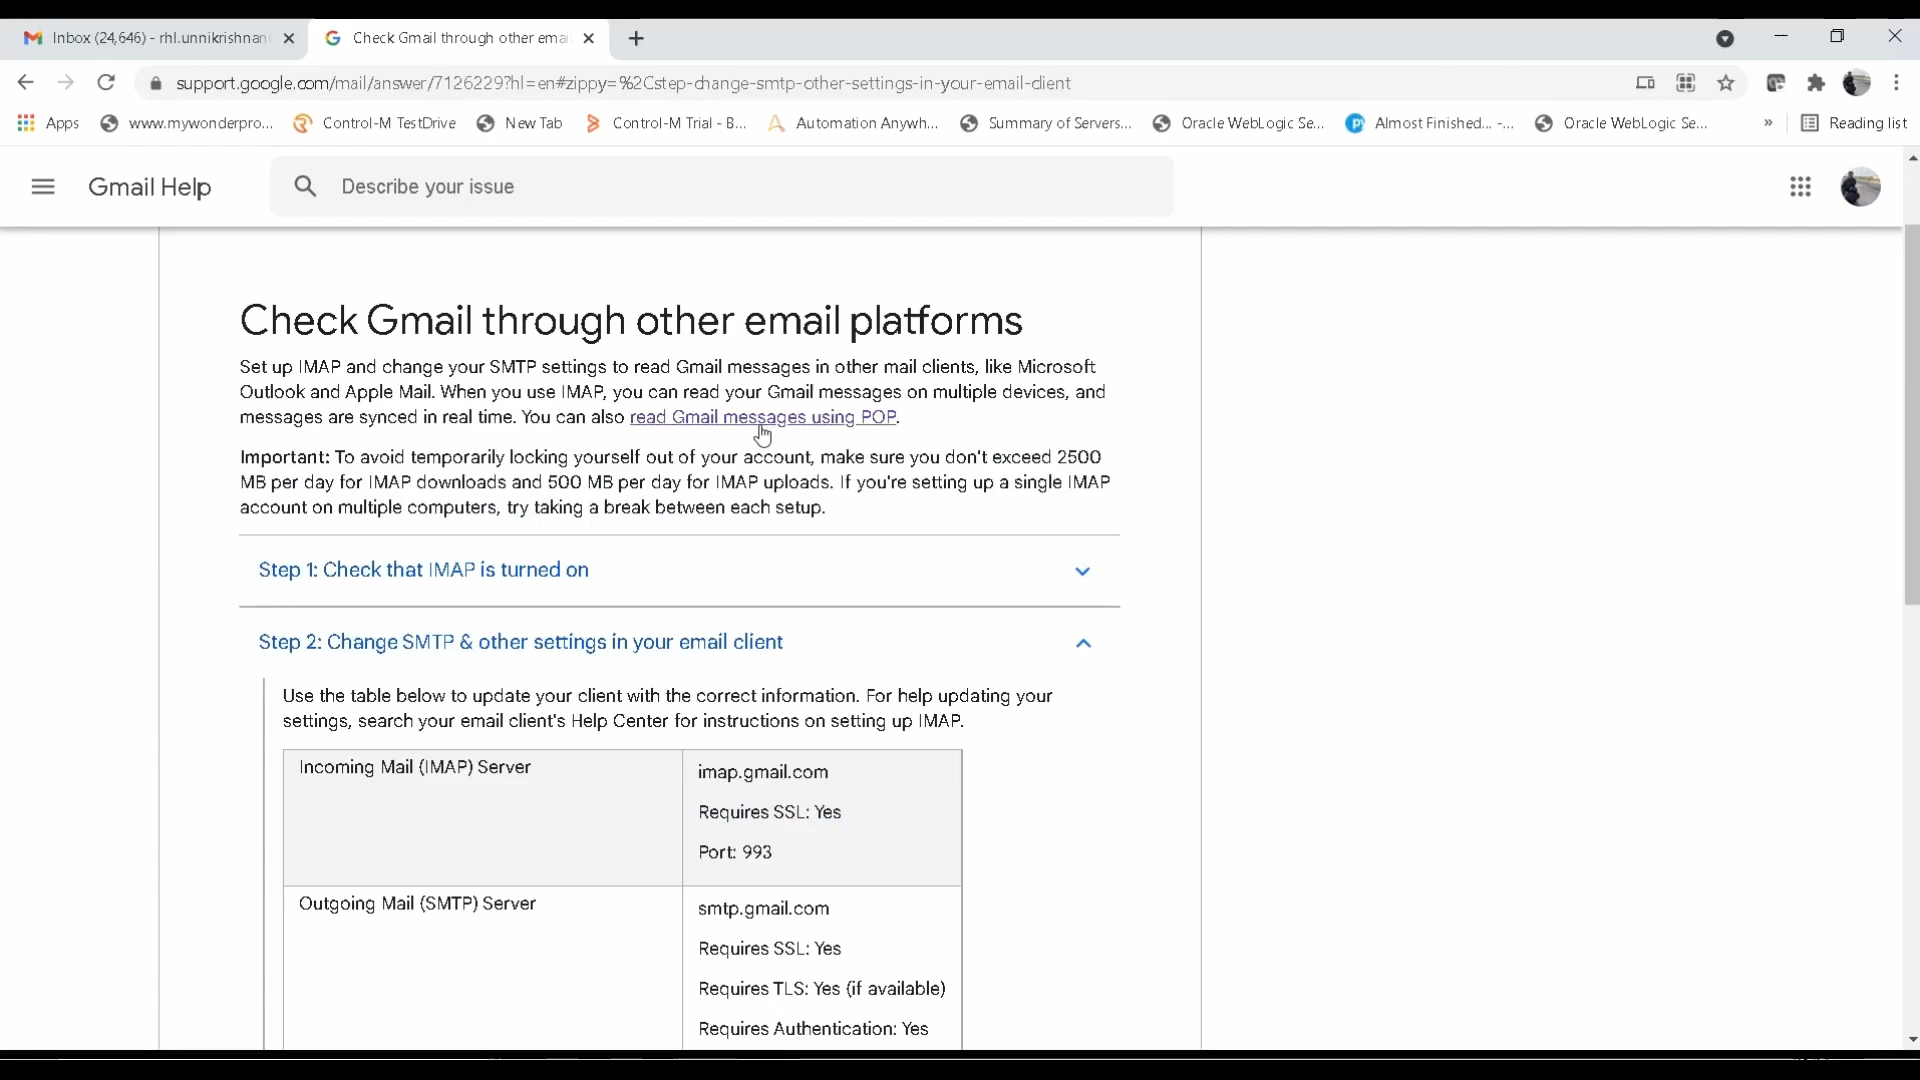 Inbox (24,646) - rhl.unnikrishnan
Check Gmail through other emai
support.google.com/mail/answer/7126229?hl=en#zippy=%2Cstep-change-smtp-other-settings-in-your-email-client
Apps
www.mywonderpro...
Control-M TestDrive
New Tab
Control-M Trial - B...
Automation Anywh...
Summary of Servers...
Oracle WebLogic Se...
Almost Finished... -...
Oracle WebLogic Se...
»
Reading list
Gmail Help
Describe your issue
Check Gmail through other email platforms
Set up IMAP and change your SMTP settings to read Gmail messages in other mail clients, like Microsoft
Outlook and Apple Mail. When you use IMAP, you can read your Gmail messages on multiple devices, and
messages are synced in real time. You can also read Gmail messages using POP.
Important: To avoid temporarily locking yourself out of your account, make sure you don't exceed 2500
MB per day for IMAP downloads and 500 MB per day for IMAP uploads. If you're setting up a single IMAP
account on multiple computers, try taking a break between each setup.
Step 1: Check that IMAP is turned on
Step 2: Change SMTP & other settings in your email client
Use the table below to update your client with the correct information. For help updating your
settings, search your email client's Help Center for instructions on setting up IMAP.
Incoming Mail (IMAP) Server
imap.gmail.com
Requires SSL: Yes
Port: 993
Outgoing Mail (SMTP) Server
smtp.gmail.com
Requires SSL: Yes
Requires TLS: Yes (if available)
Requires Authentication: Yes